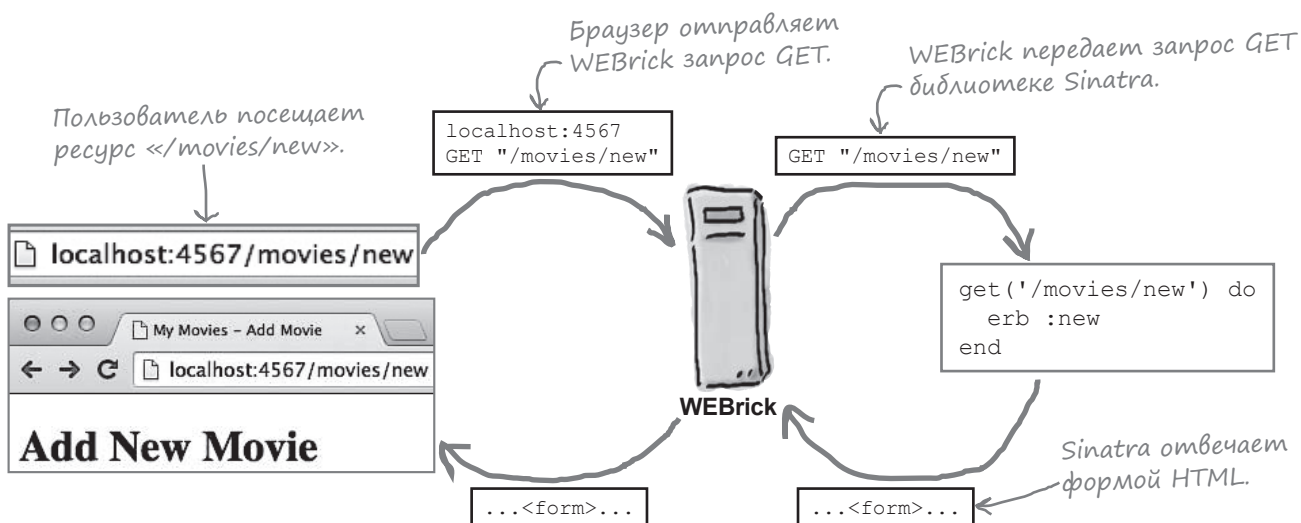 Браузер отправляет
WEBrick запрос GET.
WEBrick передает запрос GET
библиотеке Sinatra.
Пользователь посещает
ресурс «/movies/new».
localhost:4567
GET "/movies/new"
GET "/movies/new"
localhost:4567/movies/new
My Movies – Add Movie
localhost:4567/movies/new
Add New Movie
WEBrick
get('/movies/new') do
  erb :new
end
Sinatra отвечает
формой HTML.
...<form>...
...<form>...